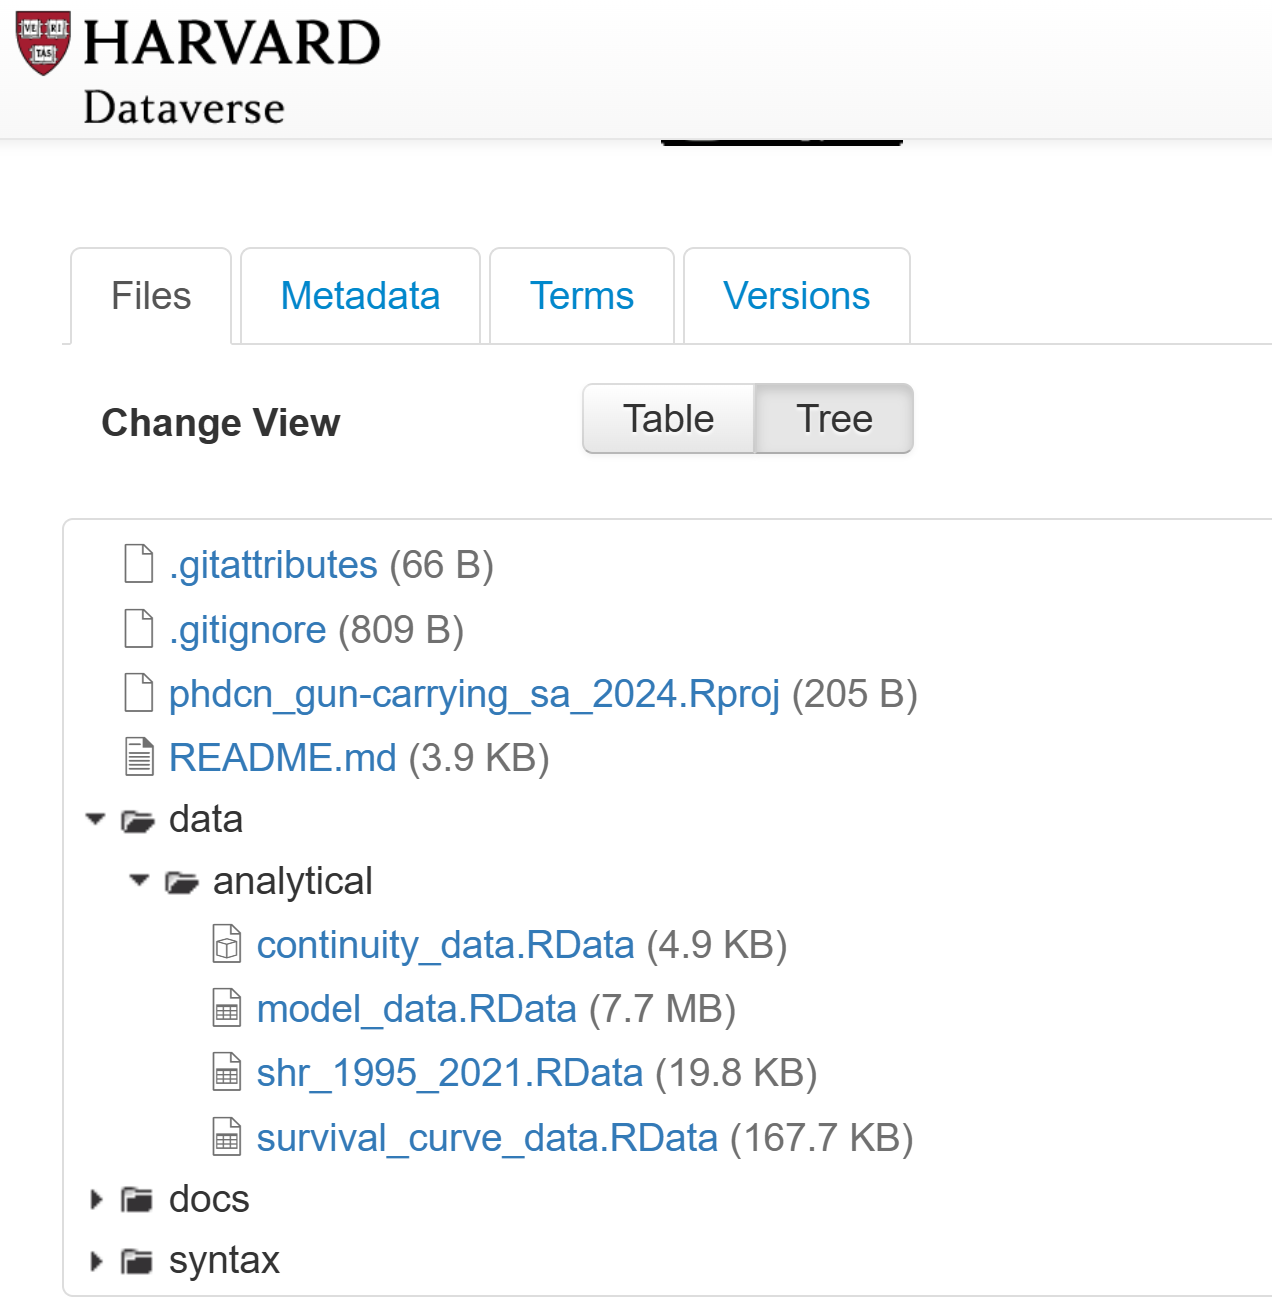 VE RI
TAS
HARVARD
Dataverse
Files Metadata Terms Versions
Change View Table Tree
.gitattributes (66 B)
.gitignore (809 B)
phdcn_gun-carrying_sa_2024.Rproj (205 B)
README.md (3.9 KB)
data
analytical
continuity_data.RData (4.9 KB)
model_data.RData (7.7 MB)
shr_1995_2021.RData (19.8 KB)
survival_curve_data.RData (167.7 KB)
docs
syntax